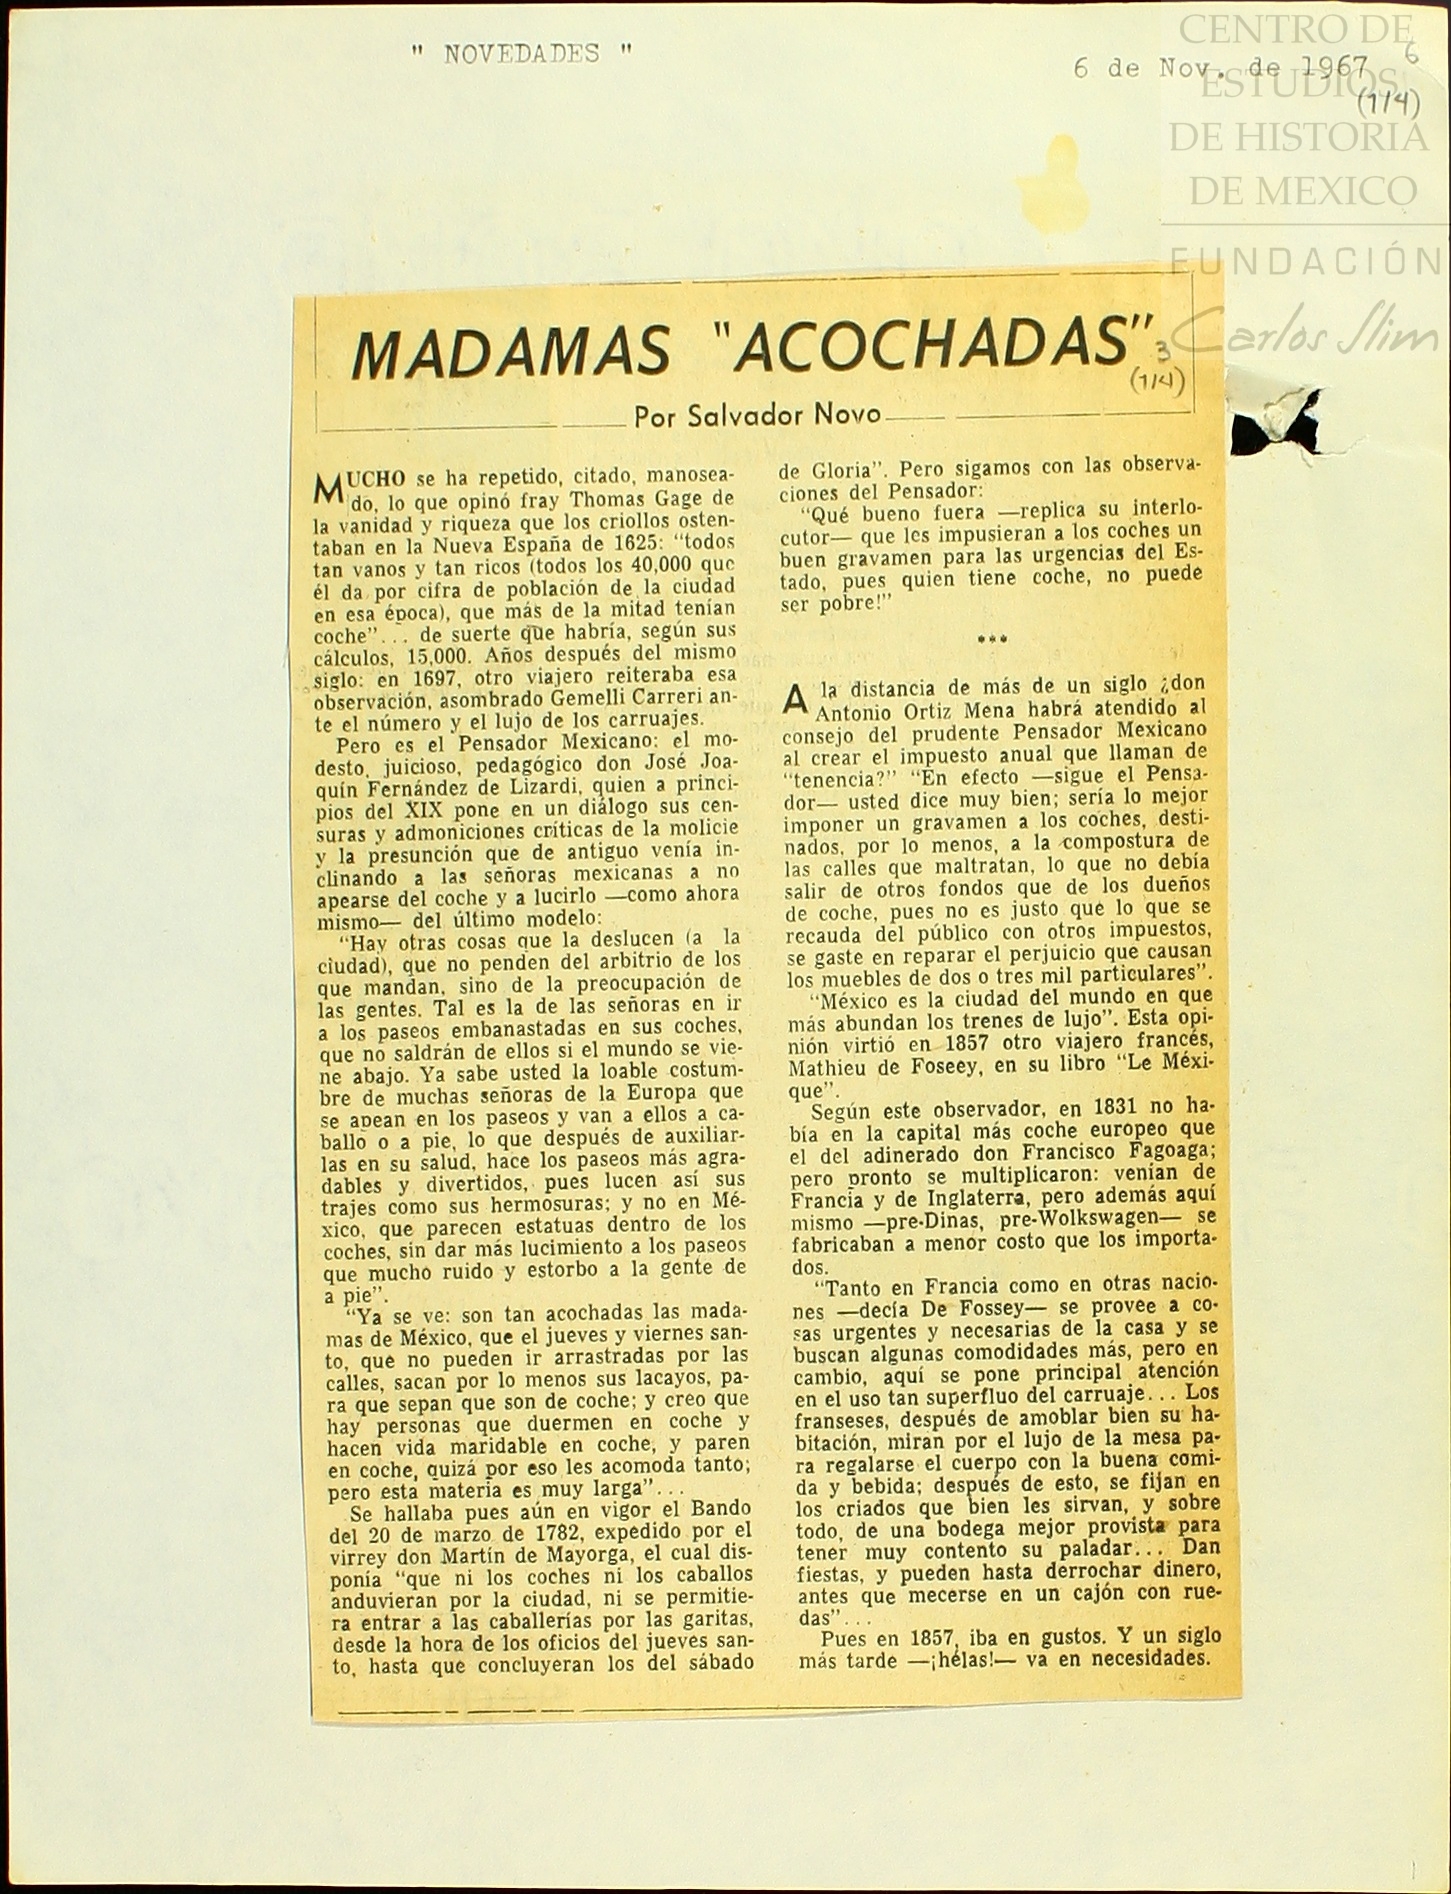 " NOVEDADES "
6 de Nov. de 1967
6
(1/4)
CENTRO DE
ESTUDIOS
DE HISTORIA
DE MEXICO
FUNDACIÓN
Carlos Slim
MADAMAS "ACOCHADAS"
3
(1/4)
Por Salvador Novo
MUCHO se ha repetido, citado, manosea-
do, lo que opinó fray Thomas Gage de
la vanidad y riqueza que los criollos osten-
taban en la Nueva España de 1625: "todos
tan vanos y tan ricos (todos los 40,000 que
él da por cifra de población de la ciudad
en esa época), que más de la mitad tenían
coche"... de suerte que habría, según sus
cálculos, 15,000. Años después del mismo
siglo: en 1697, otro viajero reiteraba esa
observación, asombrado Gemelli Carreri an-
te el número y el lujo de los carruajes.
Pero es el Pensador Mexicano: el mo-
desto, juicioso, pedagógico don José Joa-
quín Fernández de Lizardi, quien a princi-
pios del XIX pone en un diálogo sus cen-
suras y admoniciones críticas de la molicie
y la presunción que de antiguo venía in-
clinando a las señoras mexicanas a no
apearse del coche y a lucirlo —como ahora
mismo— del último modelo:
"Hay otras cosas que la deslucen (a la
ciudad), que no penden del arbitrio de los
que mandan, sino de la preocupación de
las gentes. Tal es la de las señoras en ir
a los paseos embanastadas en sus coches,
que no saldrán de ellos si el mundo se vie-
ne abajo. Ya sabe usted la loable costum-
bre de muchas señoras de la Europa que
se apean en los paseos y van a ellos a ca-
ballo o a pie, lo que después de auxiliar-
las en su salud, hace los paseos más agra-
dables y divertidos, pues lucen así sus
trajes como sus hermosuras; y no en Mé-
xico, que parecen estatuas dentro de los
coches, sin dar más lucimiento a los paseos
que mucho ruido y estorbo a la gente de
a pie".
"Ya se ve: son tan acochadas las mada-
mas de México, que el jueves y viernes san-
to, que no pueden ir arrastradas por las
calles, sacan por lo menos sus lacayos, pa-
ra que sepan que son de coche; y creo que
hay personas que duermen en coche y
hacen vida maridable en coche, y paren
en coche, quizá por eso les acomoda tanto;
pero esta materia es muy larga"...
Se hallaba pues aún en vigor el Bando
del 20 de marzo de 1782, expedido por el
virrey don Martín de Mayorga, el cual dis-
ponía "que ni los coches ni los caballos
anduvieran por la ciudad, ni se permitie-
ra entrar a las caballerías por las garitas,
desde la hora de los oficios del jueves san-
to, hasta que concluyeran los del sábado
de Gloria". Pero sigamos con las observa-
ciones del Pensador:
"Qué bueno fuera —replica su interlo-
cutor— que les impusieran a los coches un
buen gravamen para las urgencias del Es-
tado, pues quien tiene coche, no puede
ser pobre!"
***
A la distancia de más de un siglo ¿don
Antonio Ortiz Mena habrá atendido al
consejo del prudente Pensador Mexicano
al crear el impuesto anual que llaman de
"tenencia?" "En efecto —sigue el Pensa-
dor— usted dice muy bien; sería lo mejor
imponer un gravamen a los coches, desti-
nados, por lo menos, a la compostura de
las calles que maltratan, lo que no debía
salir de otros fondos que de los dueños
de coche, pues no es justo que lo que se
recauda del público con otros impuestos,
se gaste en reparar el perjuicio que causan
los muebles de dos o tres mil particulares".
"México es la ciudad del mundo en que
más abundan los trenes de lujo". Esta opi-
nión virtió en 1857 otro viajero francés,
Mathieu de Foseey, en su libro "Le Méxi-
que".
Según este observador, en 1831 no ha-
bía en la capital más coche europeo que
el del adinerado don Francisco Fagoaga;
pero pronto se multiplicaron: venían de
Francia y de Inglaterra, pero además aquí
mismo —pre-Dinas, pre-Wolkswagen— se
fabricaban a menor costo que los importa-
dos.
"Tanto en Francia como en otras nacio-
nes —decía De Fossey— se provee a co-
sas urgentes y necesarias de la casa y se
buscan algunas comodidades más, pero en
cambio, aquí se pone principal atención
en el uso tan superfluo del carruaje... Los
franseses, después de amoblar bien su ha-
bitación, miran por el lujo de la mesa pa-
ra regalarse el cuerpo con la buena comi-
da y bebida; después de esto, se fijan en
los criados que bien les sirvan, y sobre
todo, de una bodega mejor provista para
tener muy contento su paladar... Dan
fiestas, y pueden hasta derrochar dinero,
antes que mecerse en un cajón con rue-
das"...
Pues en 1857, iba en gustos. Y un siglo
más tarde —¡hélas!— va en necesidades.